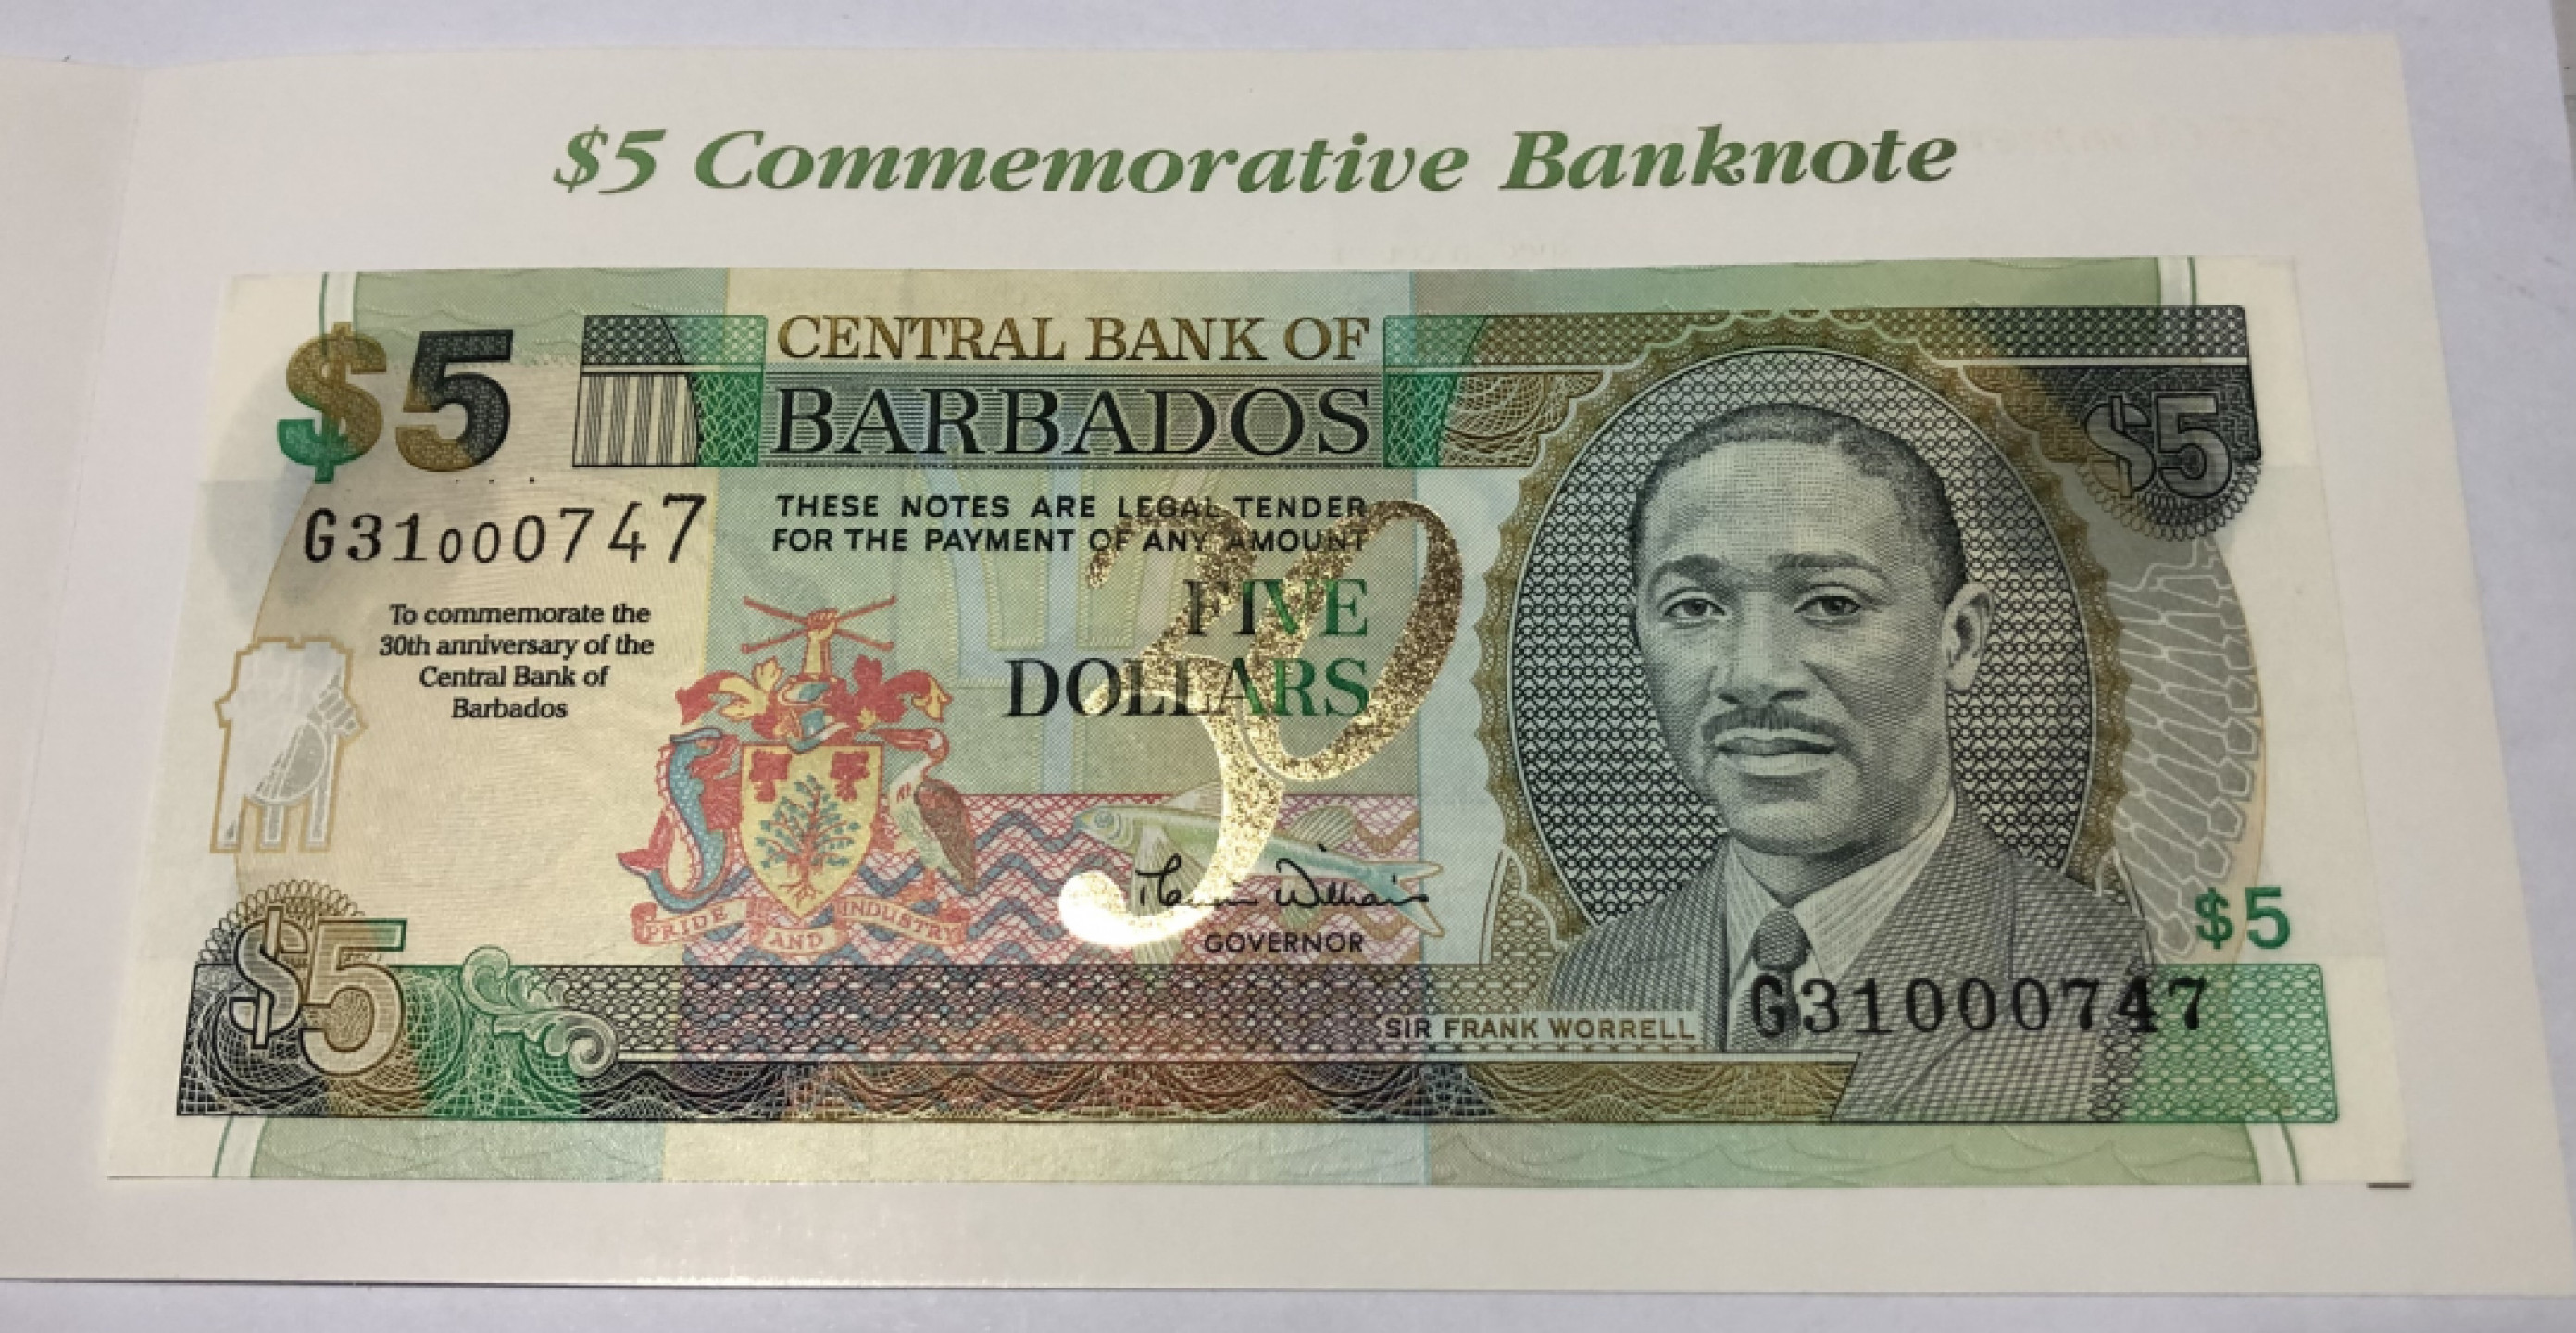 $5 Commemorative Banknote
$5
CENTRAL BANK OF
BARBADOS
$5
G31000747
THESE NOTES ARE LEGAL TENDER
FOR THE PAYMENT OF ANY AMOUNT
30
FIVE
DOLLARS
To commemorate the
30th anniversary of the
Central Bank of
Barbados
PRIDE AND INDUSTRY
GOVERNOR
$5
$5
SIR FRANK WORRELL
G31000747